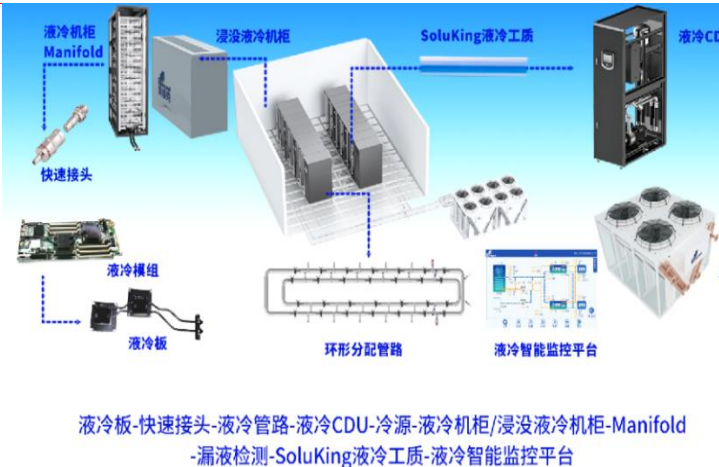 液冷机柜
Manifold
浸没液冷机柜
SoluKing液冷工质
液冷CD
快速接头
液冷模组
液冷板
环形分配管路
液冷智能监控平台
液冷板-快速接头-液冷管路-液冷CDU-冷源-液冷机柜/浸没液冷机柜-Manifold
-漏液检测-SoluKing液冷工质-液冷智能监控平台